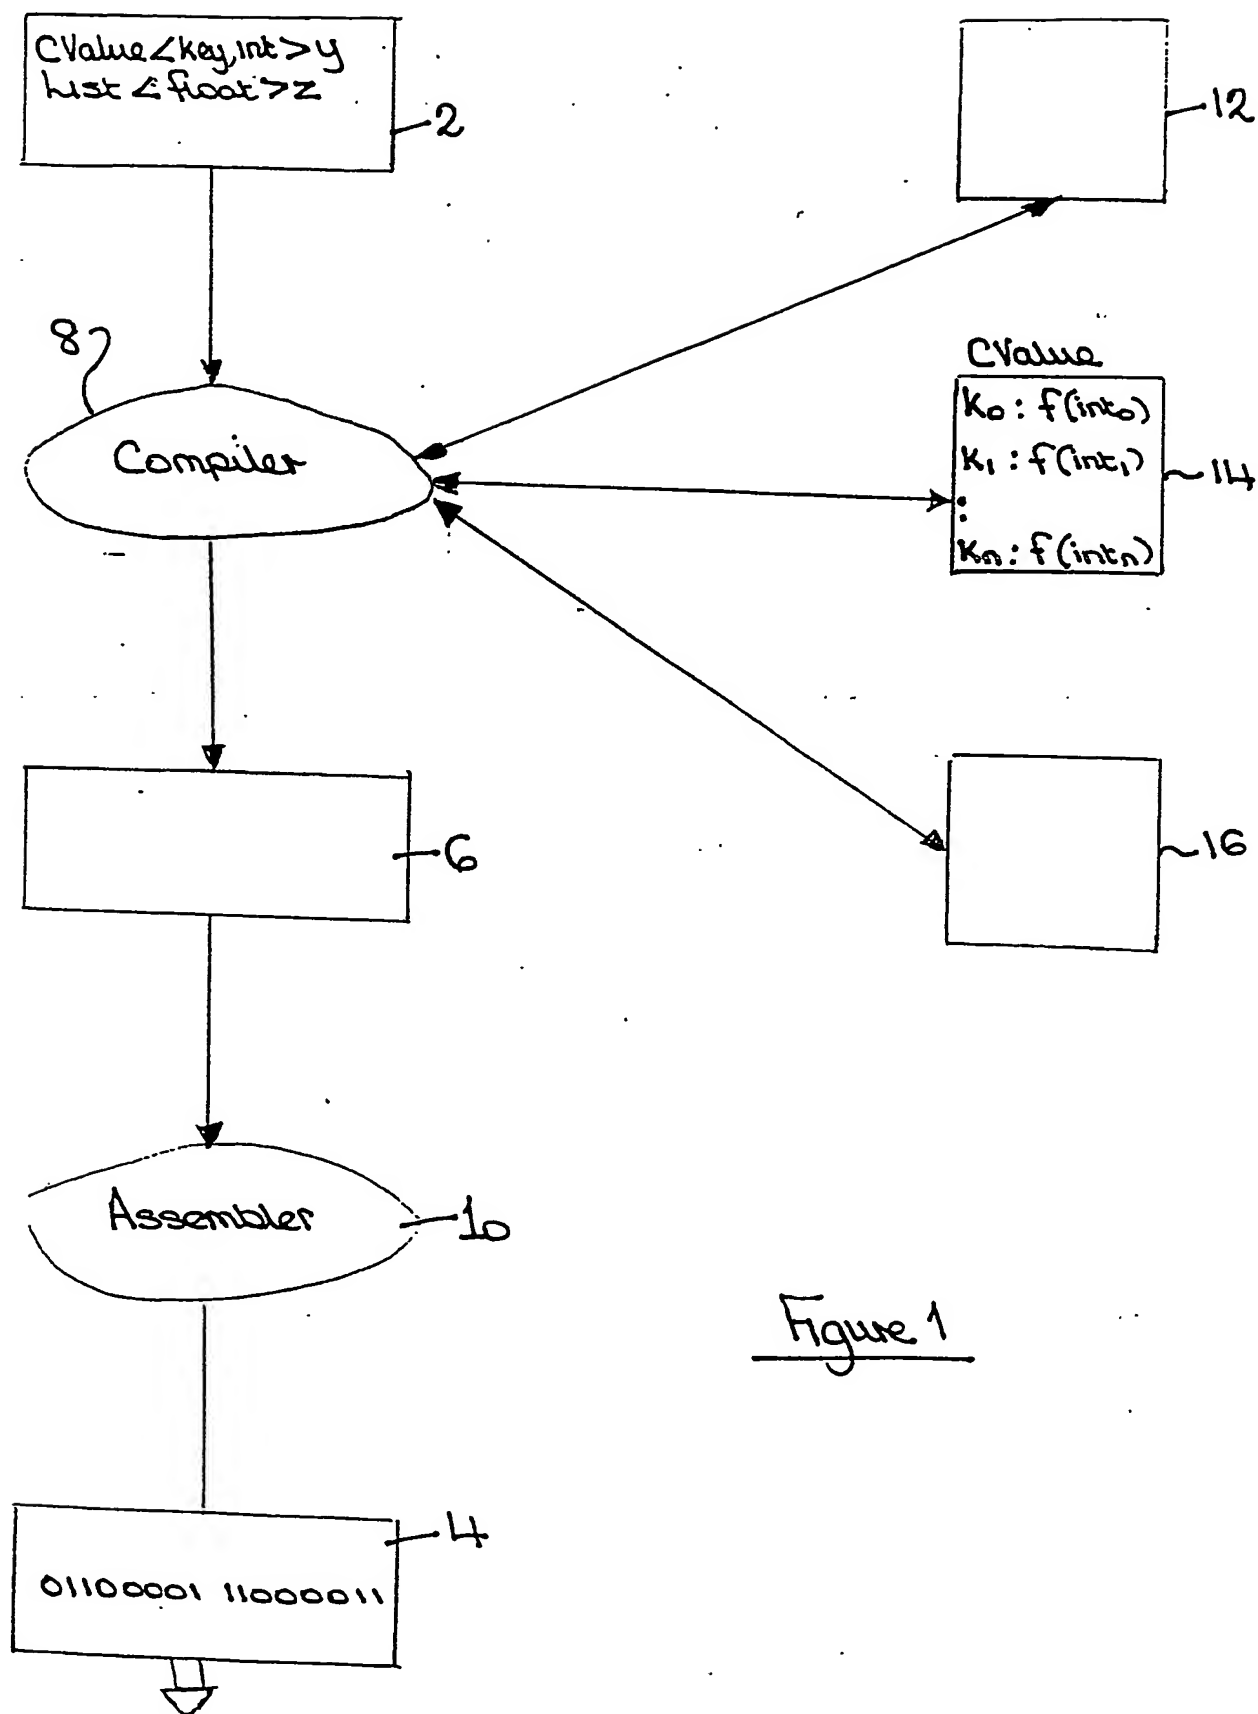 CValue<key,int>y
List<float>z
2
12
8
Compiler
CValue
K₀ : f(int₀)
K₁ : f(int₁)
:
Kₙ : f(intₙ)
14
6
16
Assembler
10
Figure 1
4
01100001 11000011